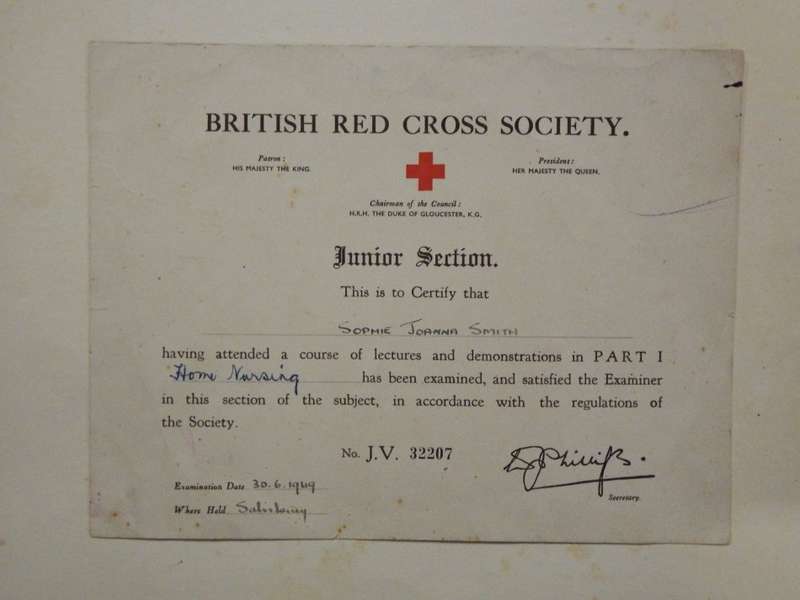 BRITISH RED CROSS SOCIETY.
Patron:
HIS MAJESTY THE KING.
President:
HER MAJESTY THE QUEEN.
Chairman of the Council:
H.R.H. THE DUKE OF GLOUCESTER, K.G.
Junior Section.
This is to Certify that
SOPHIE JOANNA SMITH
having attended a course of lectures and demonstrations in PART I
Home Nursing has been examined, and satisfied the Examiner
in this section of the subject, in accordance with the regulations of
the Society.
No. J.V. 32207
Phillips.
Secretary.
Examination Date 30.6.1949
Where Held Salisbury